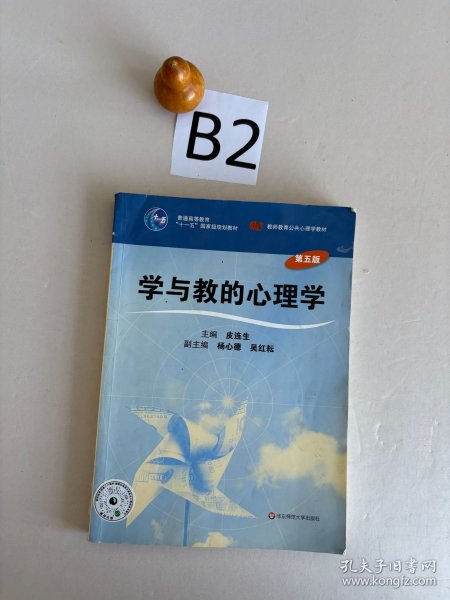 B2
十一五
普通高等教育
“十一五”国家级规划教材
教师教育公共心理学教材
第五版
学与教的心理学
主编 皮连生
副主编 杨心德 吴红耘
华东师范大学出版社
孔夫子旧书网
www.kongfz.com